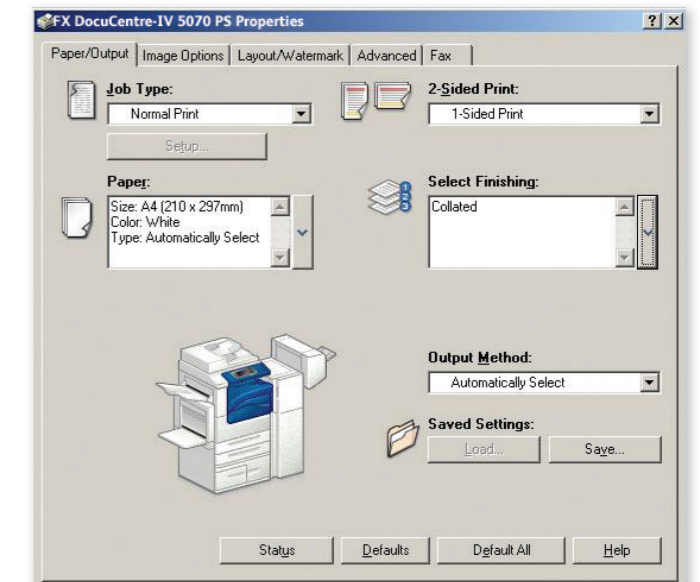 FX DocuCentre-IV 5070 PS Properties
Paper/Output Image Options Layout/Watermark Advanced Fax
Job Type:
Normal Print
Setup...
2-Sided Print:
1-Sided Print
Paper:
Size: A4 (210 x 297mm)
Color: White
Type: Automatically Select
Select Finishing:
Collated
Output Method:
Automatically Select
Saved Settings:
Load... Save...
Status Defaults Default All Help